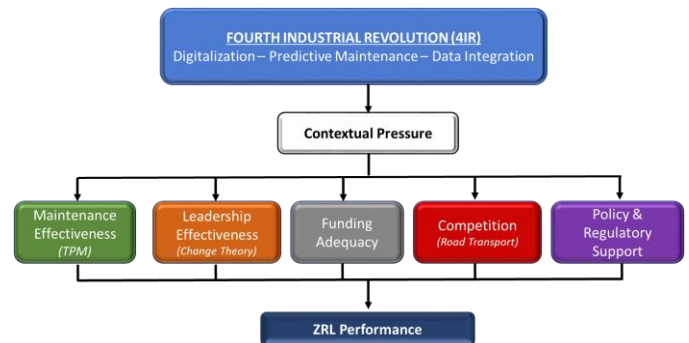 FOURTH INDUSTRIAL REVOLUTION (4IR)
Digitalization – Predictive Maintenance – Data Integration
Contextual Pressure
Maintenance
Effectiveness
(TPM)
Leadership
Effectiveness
(Change Theory)
Funding
Adequacy
Competition
(Road Transport)
Policy &
Regulatory
Support
ZRL Performance